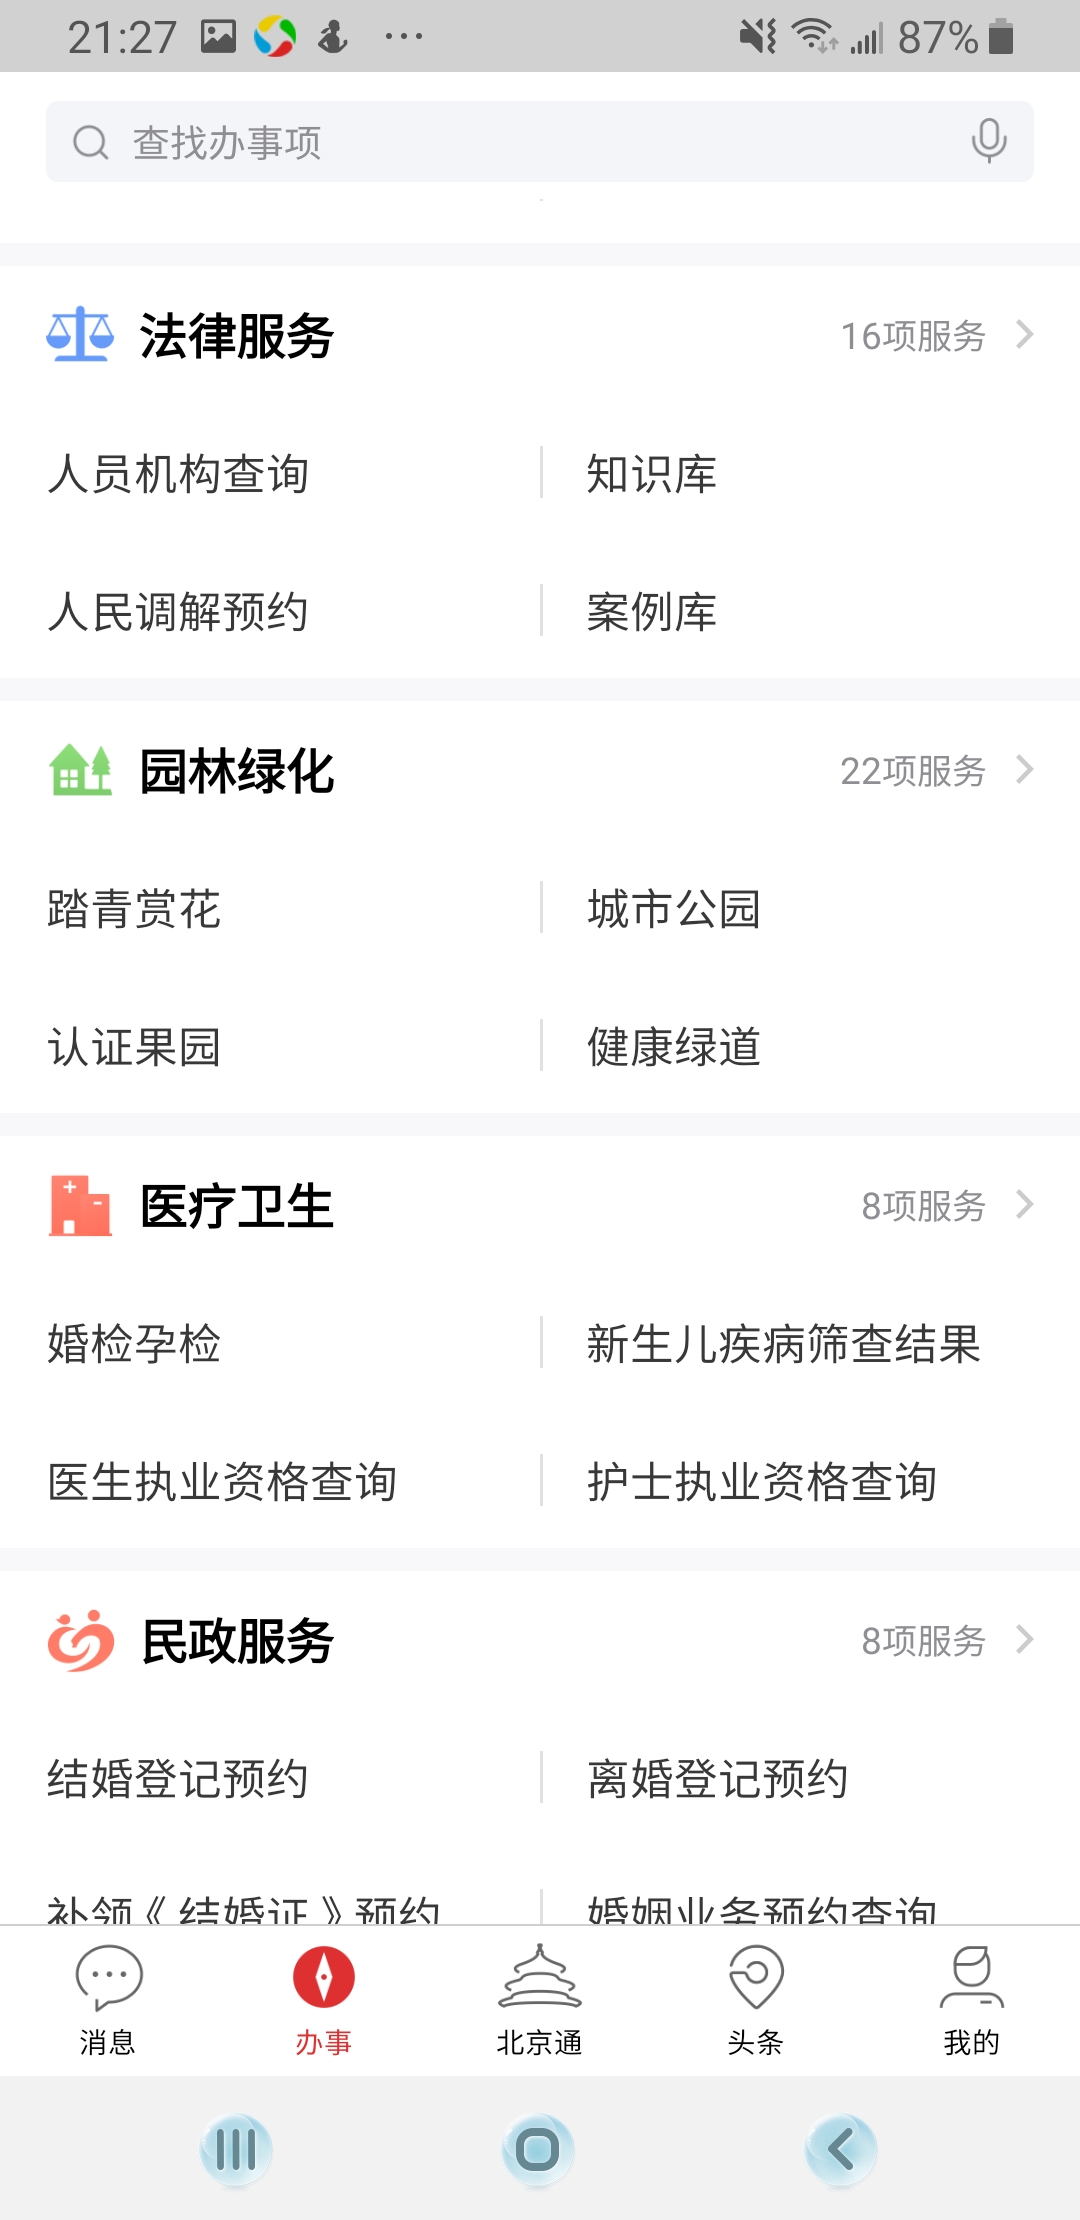 21:27 87%
查找办事项
法律服务 16项服务
人员机构查询 知识库
人民调解预约 案例库
园林绿化 22项服务
踏青赏花 城市公园
认证果园 健康绿道
医疗卫生 8项服务
婚检孕检 新生儿疾病筛查结果
医生执业资格查询 护士执业资格查询
民政服务 8项服务
结婚登记预约 离婚登记预约
补领《结婚证》预约 婚姻业务预约查询
消息 办事 北京通 头条 我的